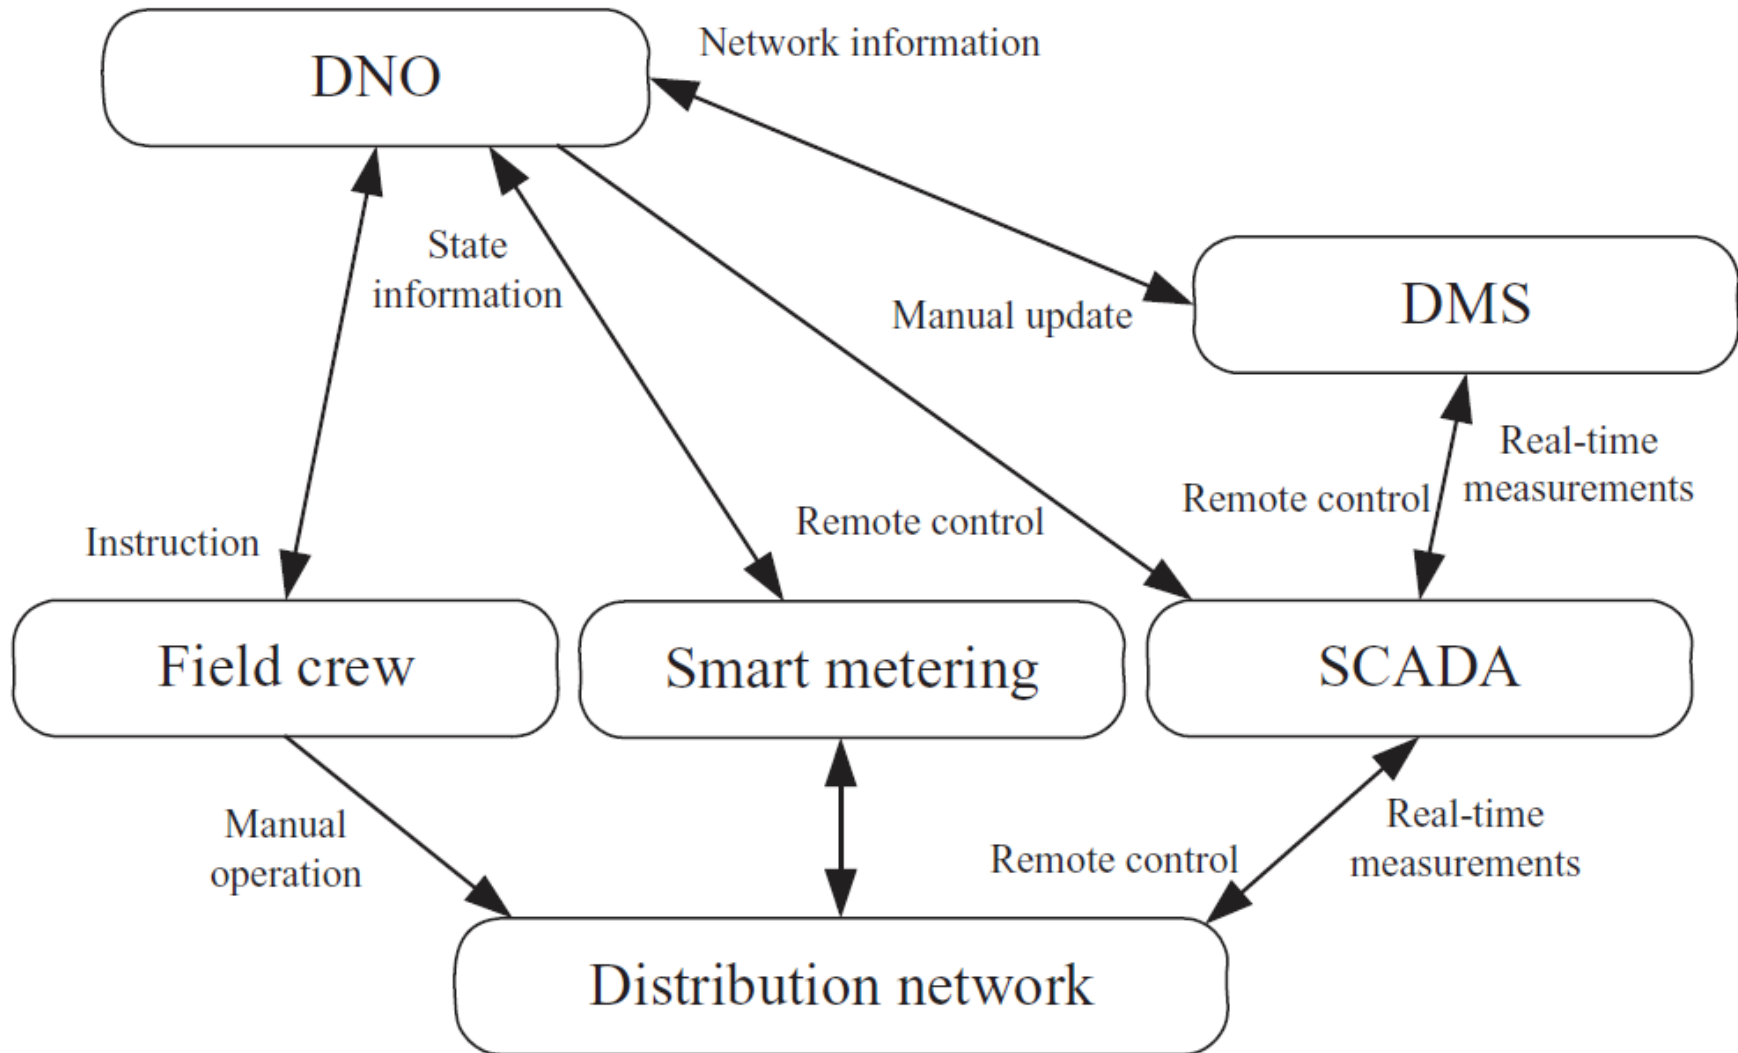 DNO
Network information
State
information
Manual update
DMS
Real-time
measurements
Remote control
Remote control
Instruction
Field crew
Smart metering
SCADA
Manual
operation
Remote control
Real-time
measurements
Distribution network